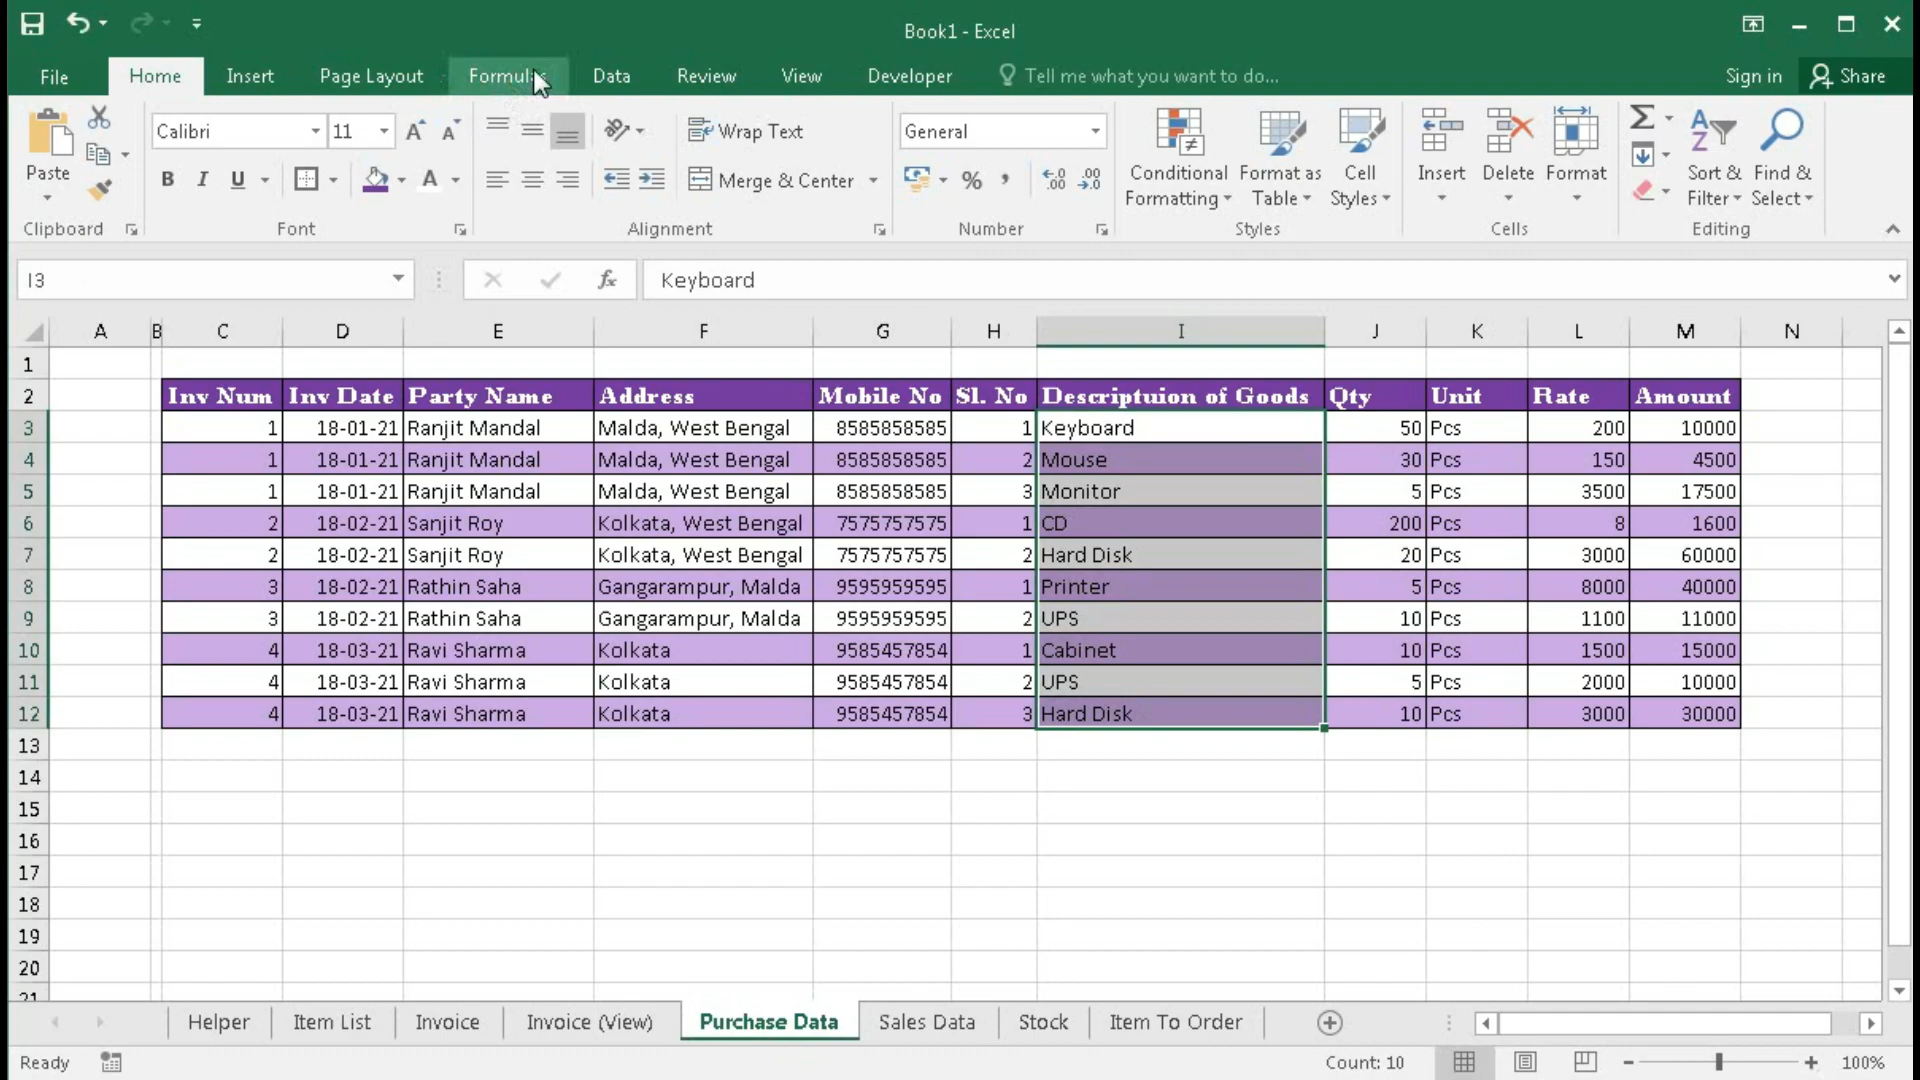 Book1 - Excel
File Home Insert Page Layout Data Review View Developer Tell me what you want to do... Sign in Share
Calibri 11 Wrap Text General
Paste B I U A Merge & Center % Conditional Formatting Format as Table Cell Styles Insert Delete Format Sort & Filter Find & Select
Clipboard Font Alignment Number Styles Cells Editing
I3 fx Keyboard
A B C D E F G H I J K L M N
1
2 Inv Num Inv Date Party Name Address Mobile No Sl. No Descriptuion of Goods Qty Unit Rate Amount
3 1 18-01-21 Ranjit Mandal Malda, West Bengal 8585858585 1 Keyboard 50 Pcs 200 10000
4 1 18-01-21 Ranjit Mandal Malda, West Bengal 8585858585 2 Mouse 30 Pcs 150 4500
5 1 18-01-21 Ranjit Mandal Malda, West Bengal 8585858585 3 Monitor 5 Pcs 3500 17500
6 2 18-02-21 Sanjit Roy Kolkata, West Bengal 7575757575 1 CD 200 Pcs 8 1600
7 2 18-02-21 Sanjit Roy Kolkata, West Bengal 7575757575 2 Hard Disk 20 Pcs 3000 60000
8 3 18-02-21 Rathin Saha Gangarampur, Malda 9595959595 1 Printer 5 Pcs 8000 40000
9 3 18-02-21 Rathin Saha Gangarampur, Malda 9595959595 2 UPS 10 Pcs 1100 11000
10 4 18-03-21 Ravi Sharma Kolkata 9585457854 1 Cabinet 10 Pcs 1500 15000
11 4 18-03-21 Ravi Sharma Kolkata 9585457854 2 UPS 5 Pcs 2000 10000
12 4 18-03-21 Ravi Sharma Kolkata 9585457854 3 Hard Disk 10 Pcs 3000 30000
13
14
15
16
17
18
19
20
21
Helper Item List Invoice Invoice (View) Purchase Data Sales Data Stock Item To Order
Ready Count: 10 100%